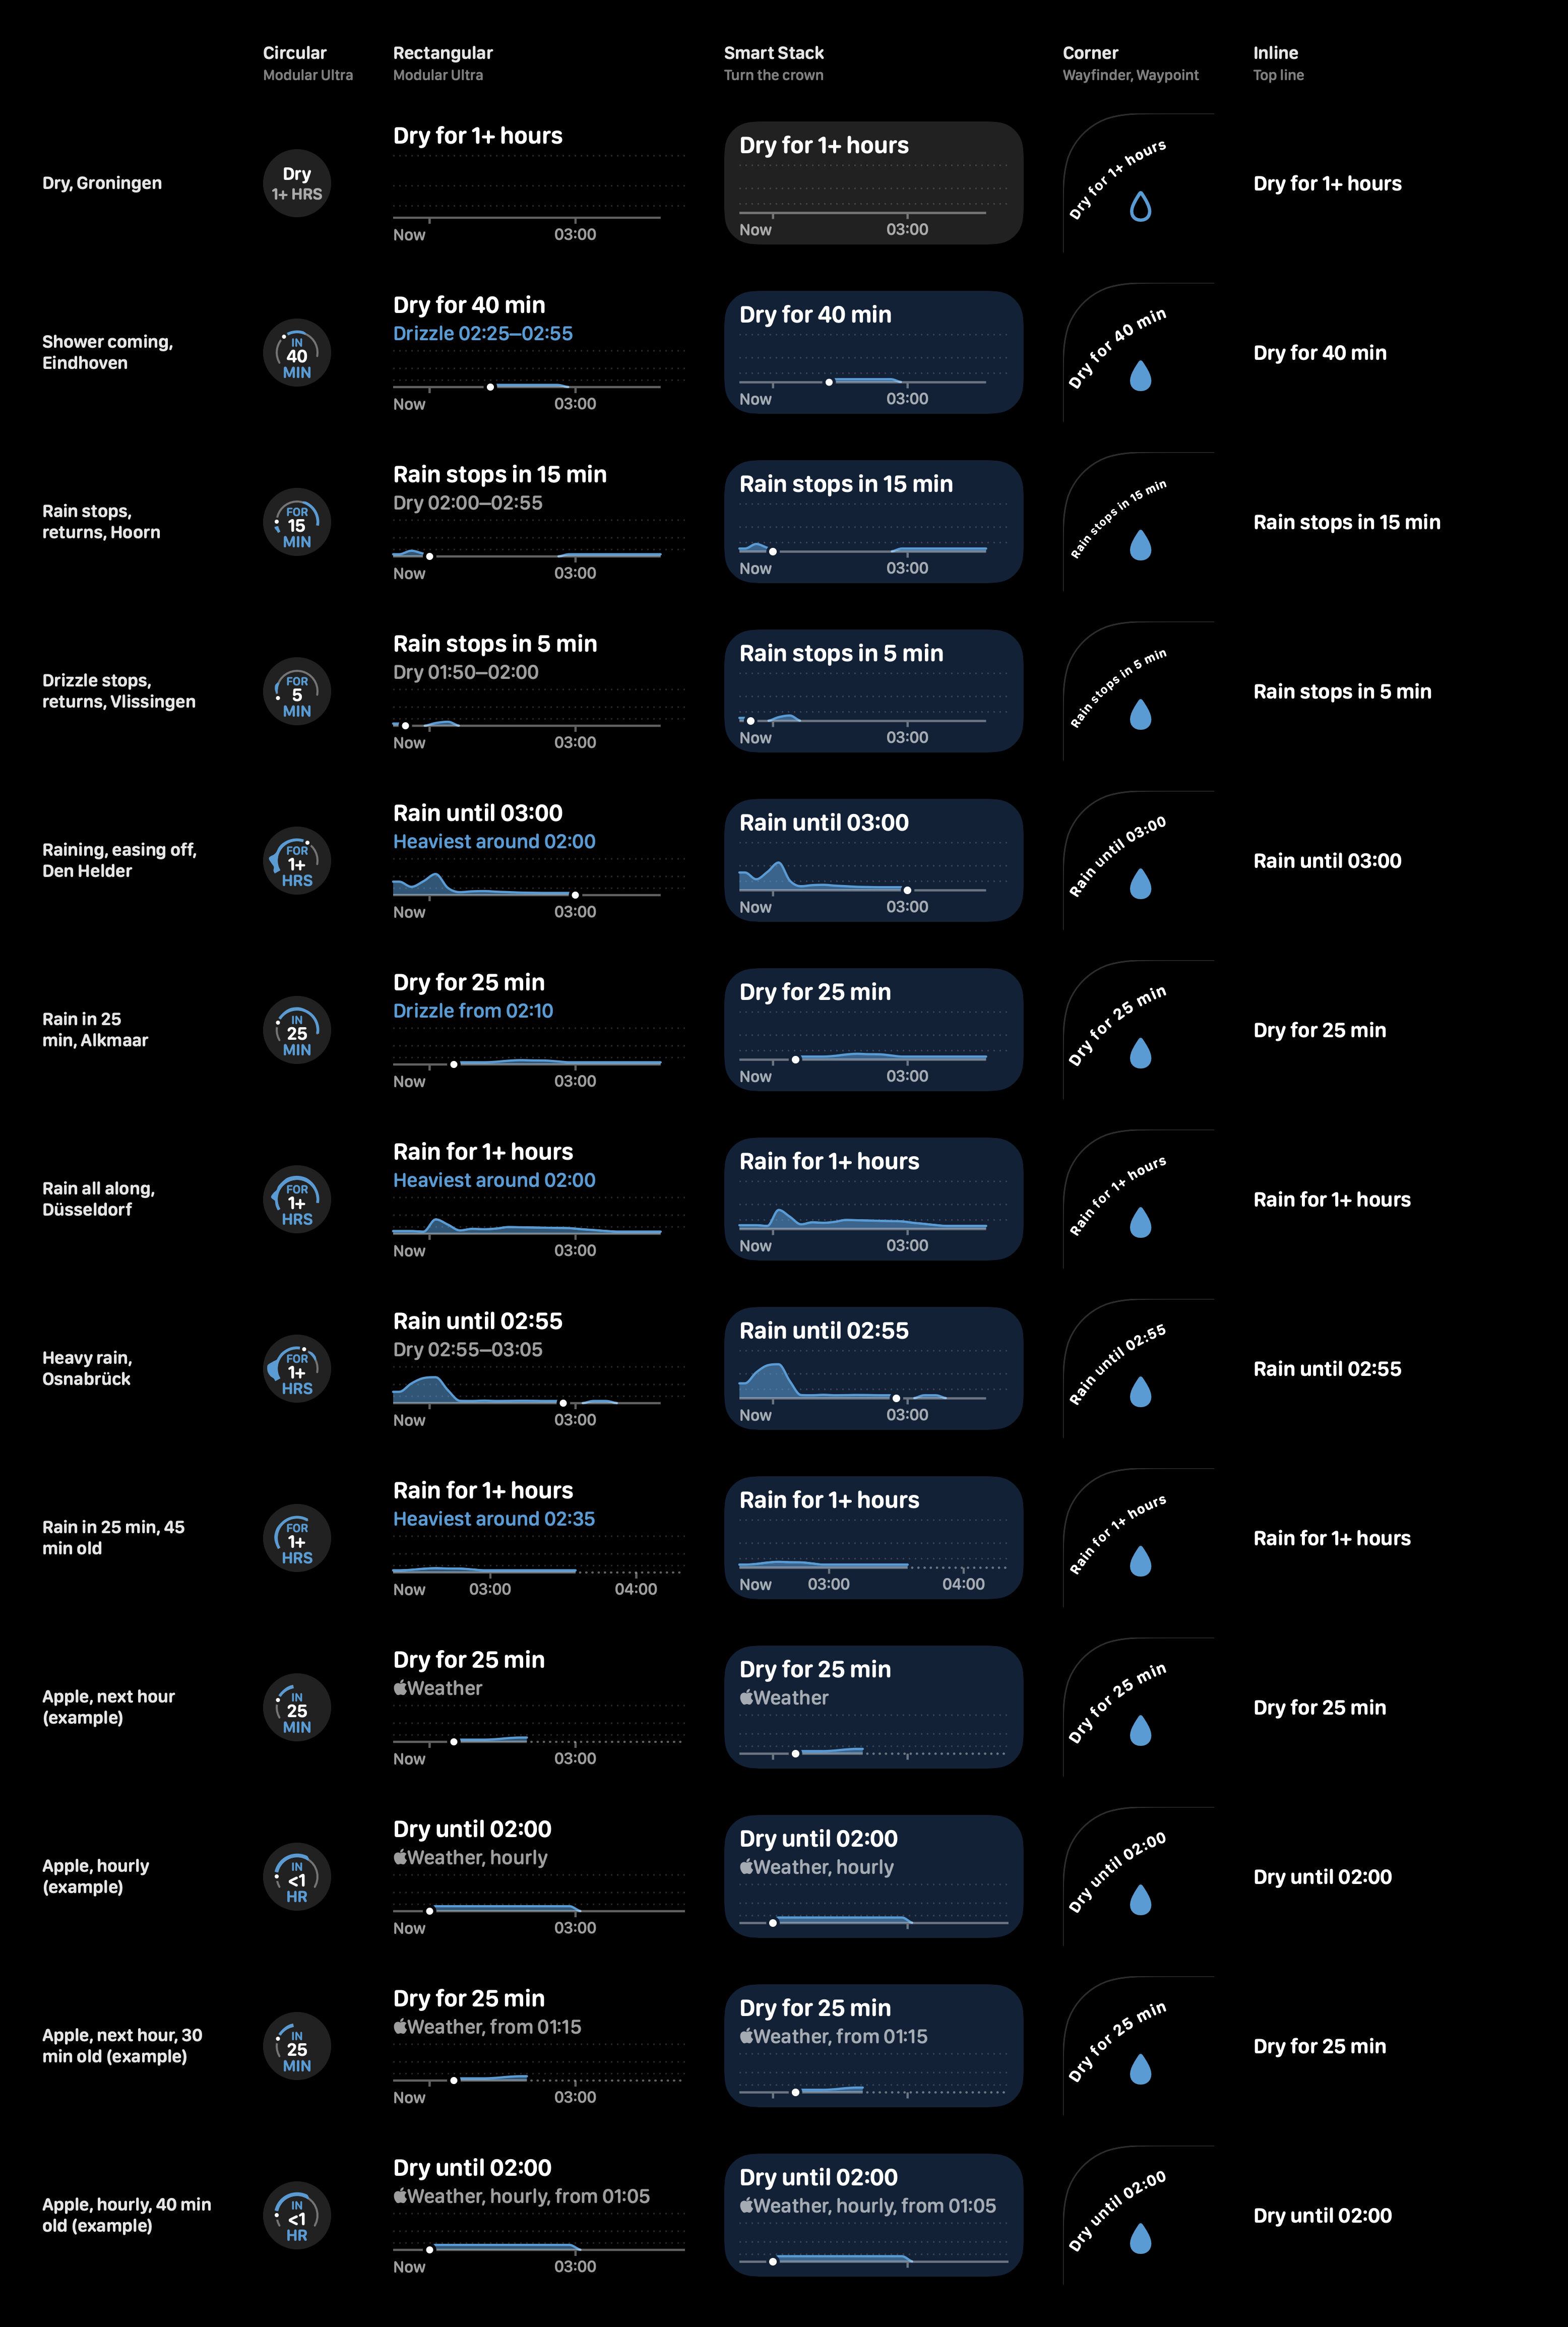 Circular
Modular Ultra
Rectangular
Modular Ultra
Smart Stack
Turn the crown
Corner
Wayfinder, Waypoint
Inline
Top line
Dry, Groningen
Dry
1+ HRS
Dry for 1+ hours
Now
03:00
Dry for 1+ hours
Now
03:00
Dry for 1+ hours
Dry for 1+ hours
Shower coming,
Eindhoven
IN
40
MIN
Dry for 40 min
Drizzle 02:25–02:55
Now
03:00
Dry for 40 min
Now
03:00
Dry for 40 min
Dry for 40 min
Rain stops,
returns, Hoorn
FOR
15
MIN
Rain stops in 15 min
Dry 02:00–02:55
Now
03:00
Rain stops in 15 min
Now
03:00
Rain stops in 15 min
Rain stops in 15 min
Drizzle stops,
returns, Vlissingen
FOR
5
MIN
Rain stops in 5 min
Dry 01:50–02:00
Now
03:00
Rain stops in 5 min
Now
03:00
Rain stops in 5 min
Rain stops in 5 min
Raining, easing off,
Den Helder
FOR
1+
HRS
Rain until 03:00
Heaviest around 02:00
Now
03:00
Rain until 03:00
Now
03:00
Rain until 03:00
Rain until 03:00
Rain in 25
min, Alkmaar
IN
25
MIN
Dry for 25 min
Drizzle from 02:10
Now
03:00
Dry for 25 min
Now
03:00
Dry for 25 min
Dry for 25 min
Rain all along,
Düsseldorf
FOR
1+
HRS
Rain for 1+ hours
Heaviest around 02:00
Now
03:00
Rain for 1+ hours
Now
03:00
Rain for 1+ hours
Rain for 1+ hours
Heavy rain,
Osnabrück
FOR
1+
HRS
Rain until 02:55
Dry 02:55–03:05
Now
03:00
Rain until 02:55
Now
03:00
Rain until 02:55
Rain until 02:55
Rain in 25 min, 45
min old
FOR
1+
HRS
Rain for 1+ hours
Heaviest around 02:35
Now
03:00
04:00
Rain for 1+ hours
Now
03:00
04:00
Rain for 1+ hours
Rain for 1+ hours
Apple, next hour
(example)
IN
25
MIN
Dry for 25 min
Weather
Now
03:00
Dry for 25 min
Weather
Dry for 25 min
Dry for 25 min
Apple, hourly
(example)
IN
<1
HR
Dry until 02:00
Weather, hourly
Now
03:00
Dry until 02:00
Weather, hourly
Dry until 02:00
Dry until 02:00
Apple, next hour, 30
min old (example)
IN
25
MIN
Dry for 25 min
Weather, from 01:15
Now
03:00
Dry for 25 min
Weather, from 01:15
Dry for 25 min
Dry for 25 min
Apple, hourly, 40 min
old (example)
IN
<1
HR
Dry until 02:00
Weather, hourly, from 01:05
Now
03:00
Dry until 02:00
Weather, hourly, from 01:05
Dry until 02:00
Dry until 02:00